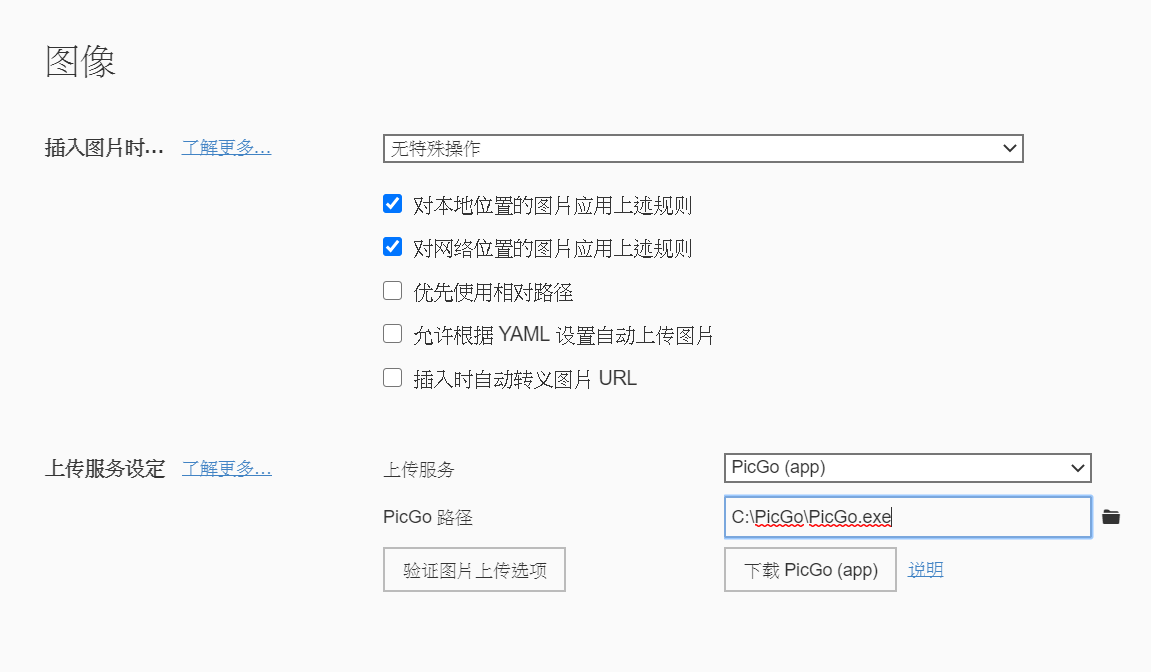 图像
插入图片时... 了解更多... 无特殊操作
对本地位置的图片应用上述规则
对网络位置的图片应用上述规则
优先使用相对路径
允许根据 YAML 设置自动上传图片
插入时自动转义图片 URL
上传服务设定 了解更多... 上传服务 PicGo (app)
PicGo 路径 C:\PicGo\PicGo.exe
验证图片上传选项 下载 PicGo (app) 说明